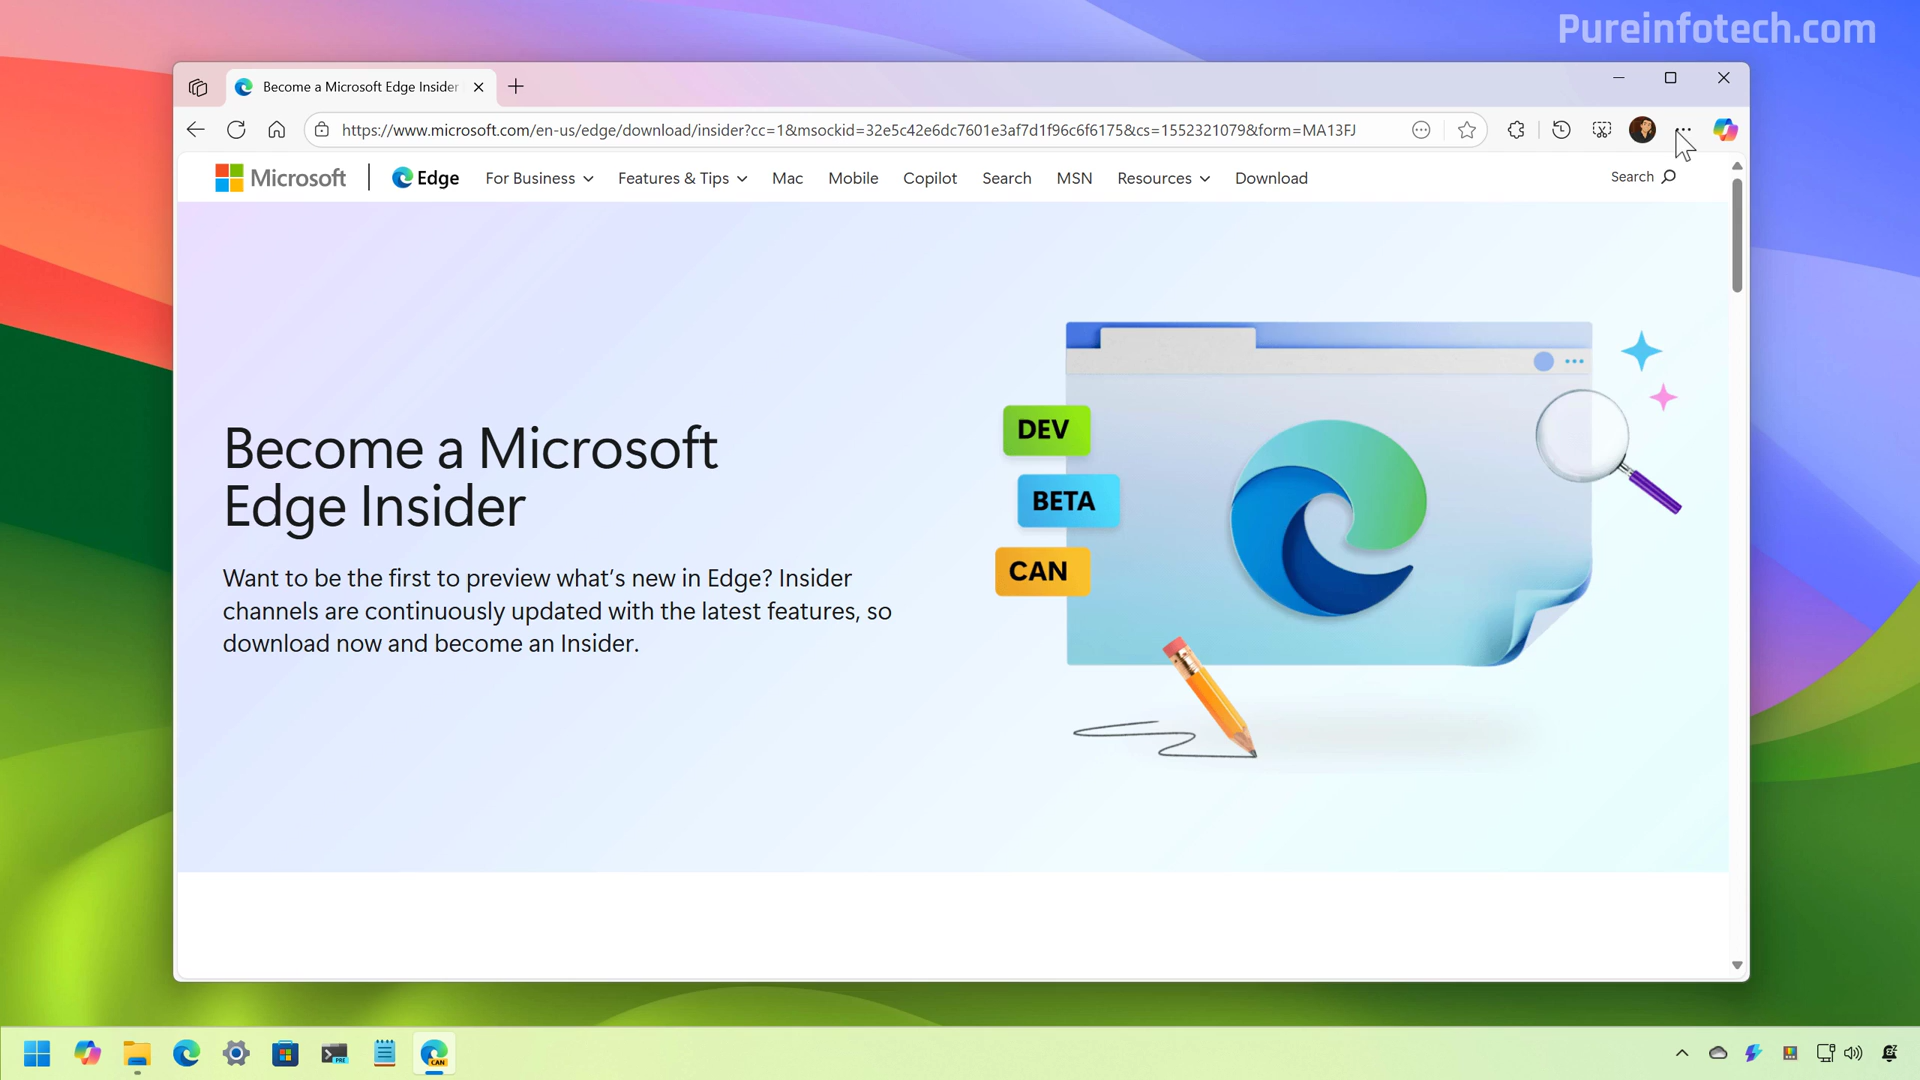 Pureinfotech.com
Become a Microsoft Edge Insider
https://www.microsoft.com/en-us/edge/download/insider?cc=1&msockid=32e5c42e6dc7601e3af7d1f96c6f6175&cs=1552321079&form=MA13FJ
Microsoft Edge For Business Features & Tips Mac Mobile Copilot Search MSN Resources Download Search
DEV
BETA
CAN
Become a Microsoft
Edge Insider
Want to be the first to preview what's new in Edge? Insider
channels are continuously updated with the latest features, so
download now and become an Insider.
PRE
CAN